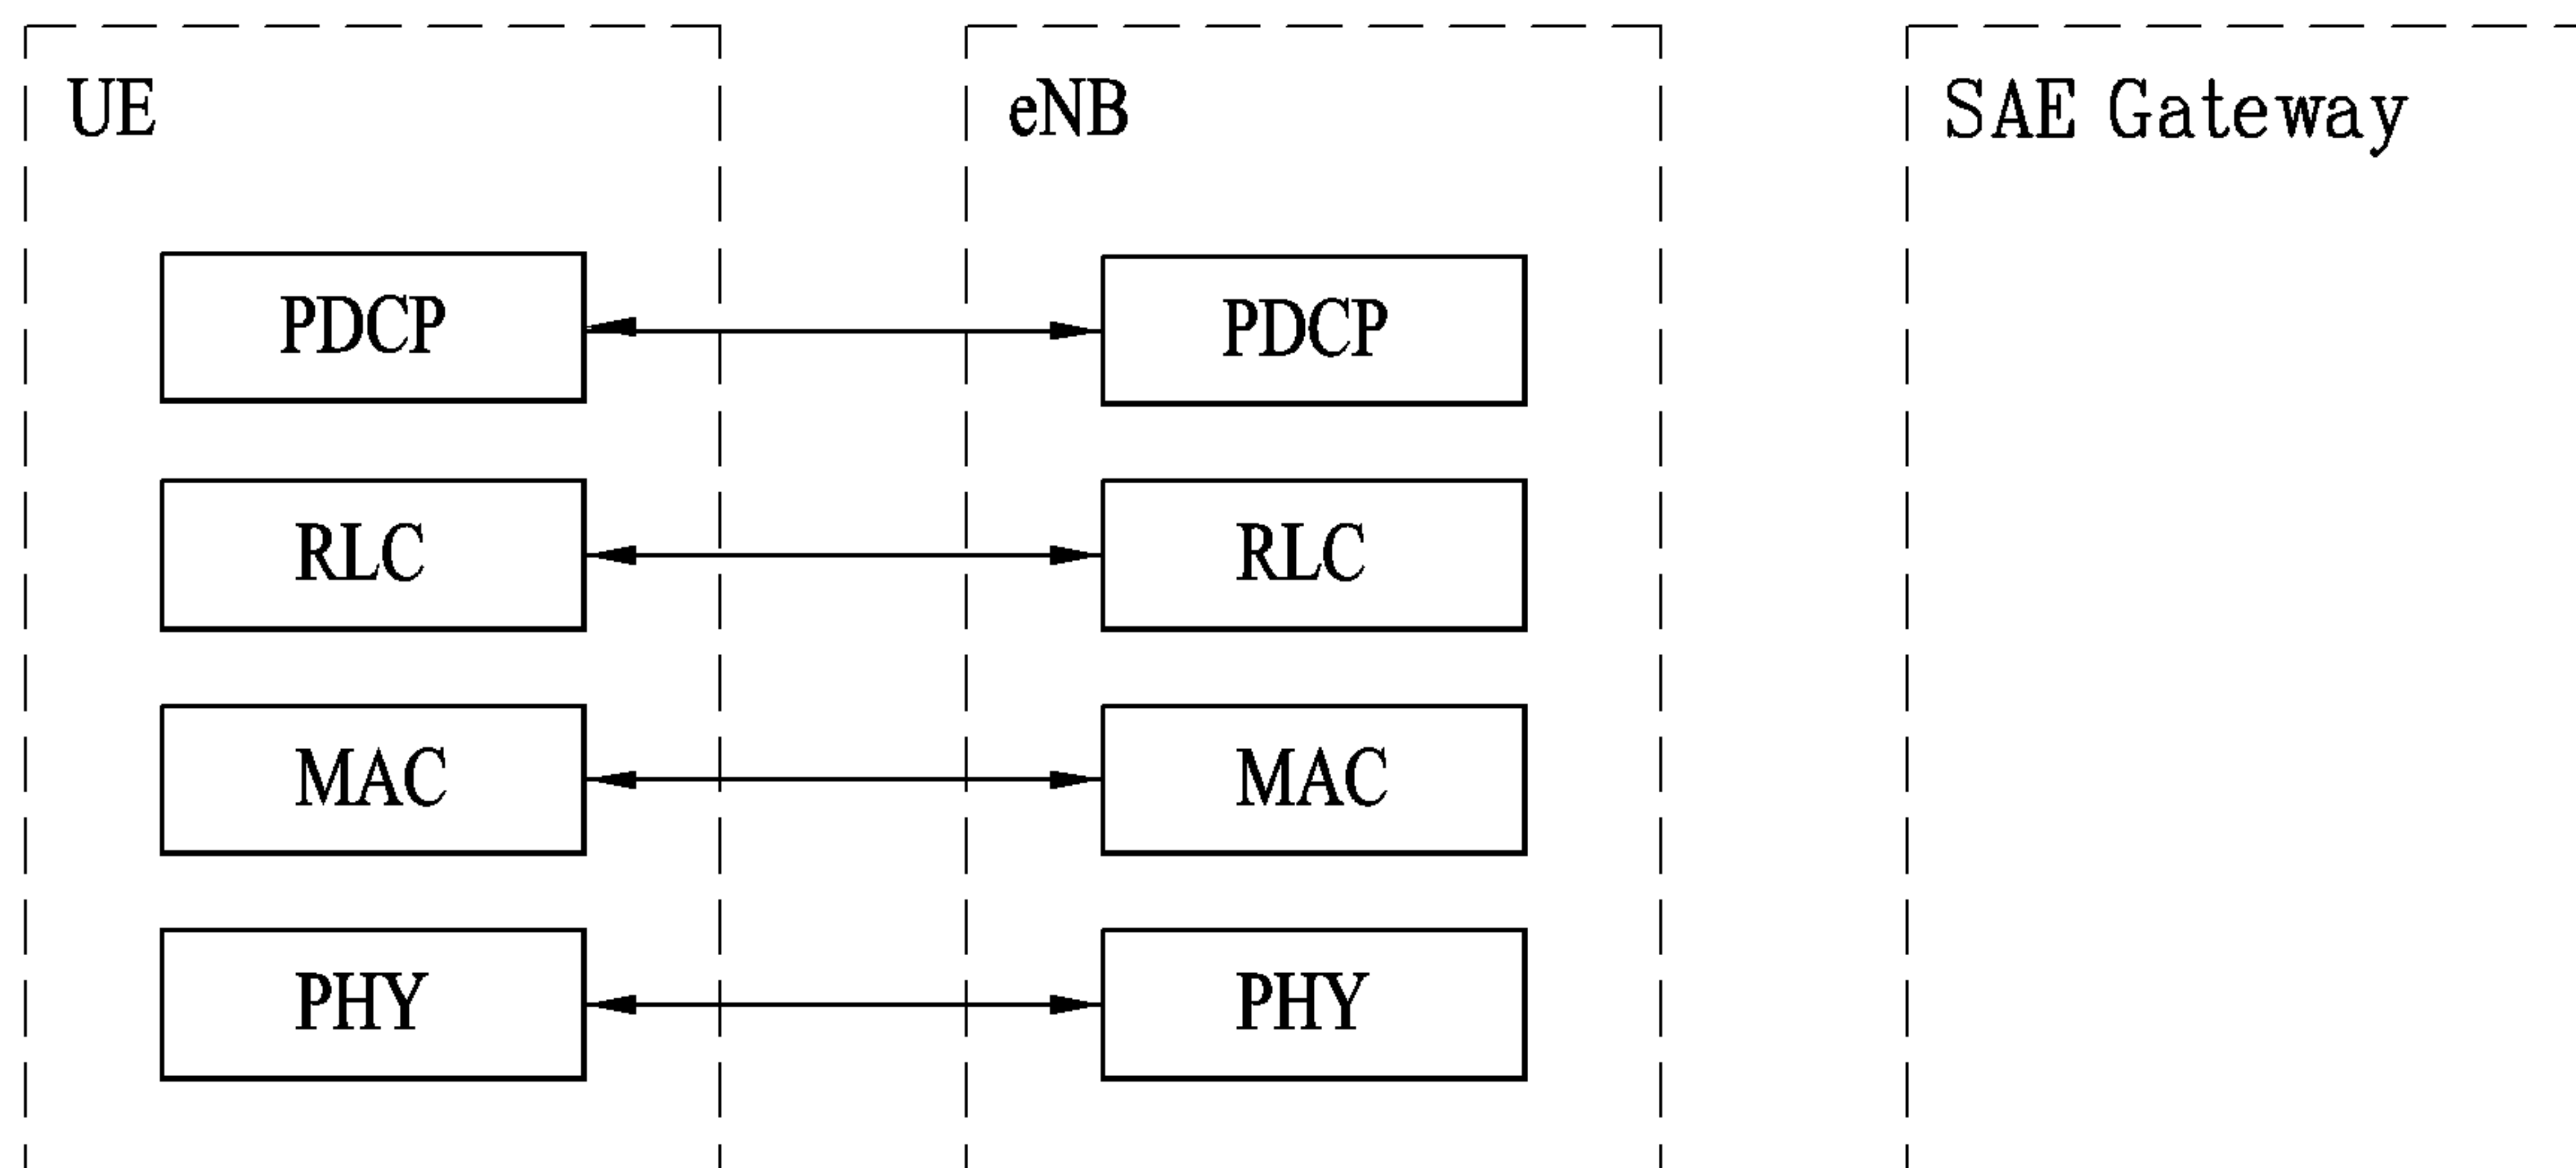 UE
eNB
SAE Gateway
PDCP
PDCP
RLC
RLC
MAC
MAC
PHY
PHY